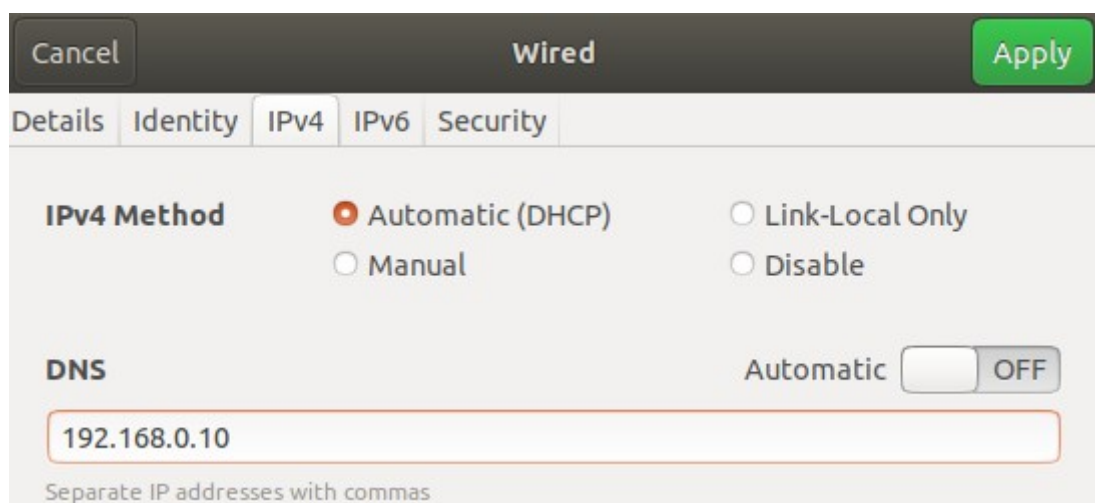 Cancel Wired Apply
Details Identity IPv4 IPv6 Security
IPv4 Method Automatic (DHCP) Link-Local Only
Manual Disable
DNS Automatic OFF
192.168.0.10
Separate IP addresses with commas